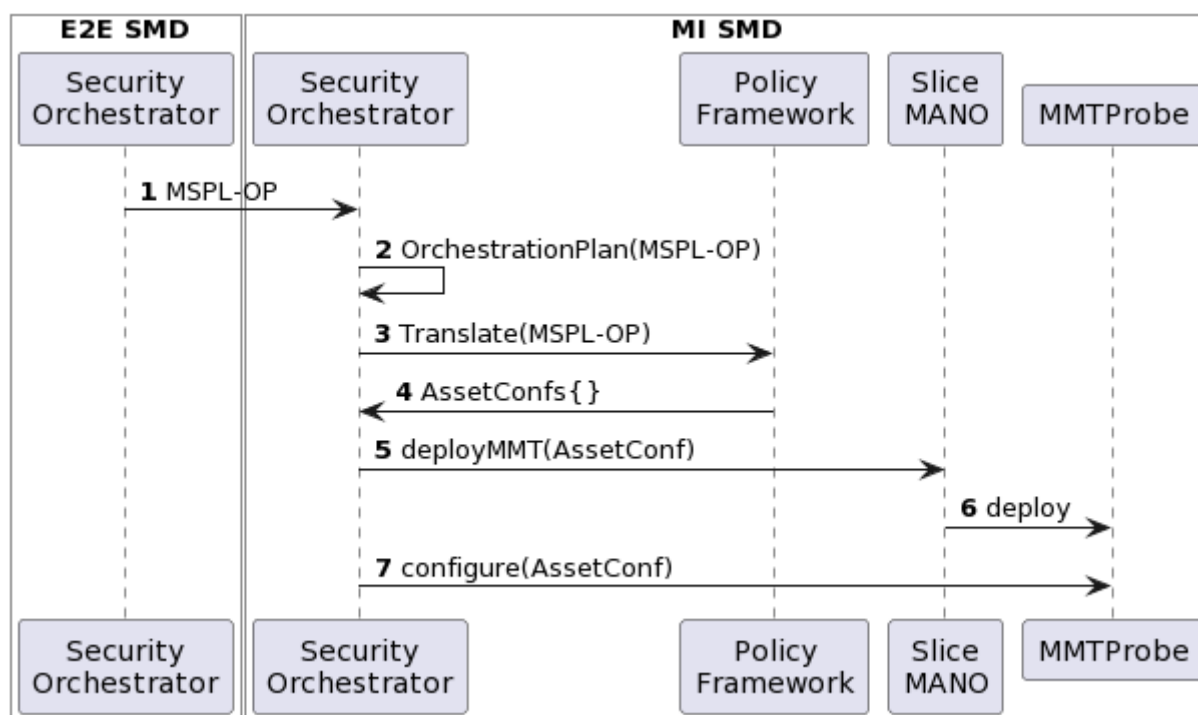 E2E SMD
MI SMD
Security
Orchestrator
Security
Orchestrator
Policy
Framework
Slice
MANO
MMTProbe
1 MSPL-OP
2 OrchestrationPlan(MSPL-OP)
3 Translate(MSPL-OP)
4 AssetConfs{}
5 deployMMT(AssetConf)
6 deploy
7 configure(AssetConf)
Security
Orchestrator
Security
Orchestrator
Policy
Framework
Slice
MANO
MMTProbe